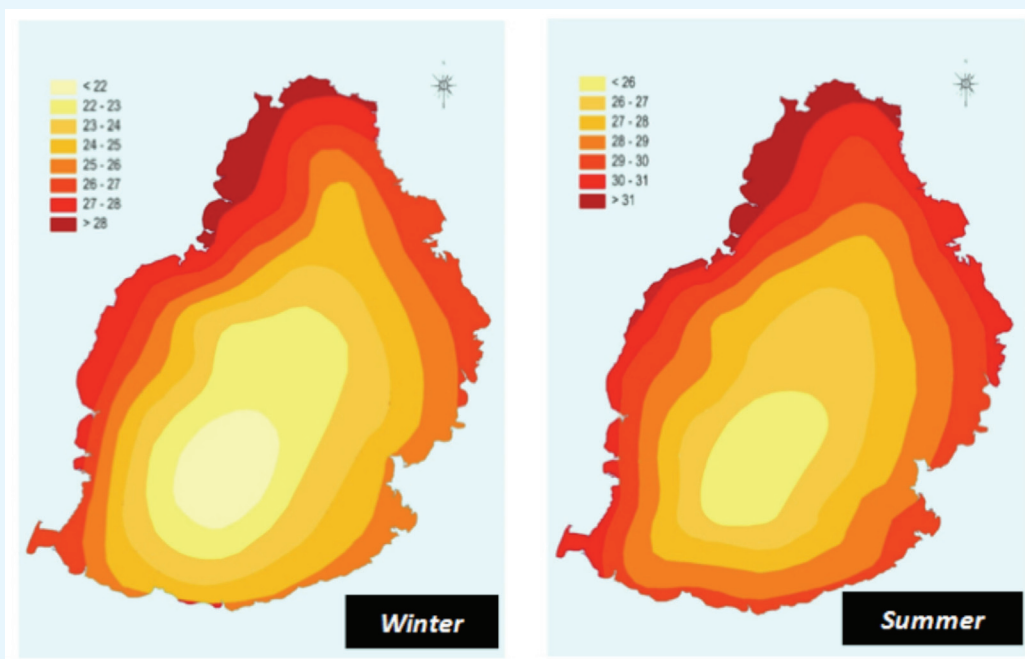 < 22
22 - 23
23 - 24
24 - 25
25 - 26
26 - 27
27 - 28
> 28
Winter
< 26
26 - 27
27 - 28
28 - 29
29 - 30
30 - 31
> 31
Summer